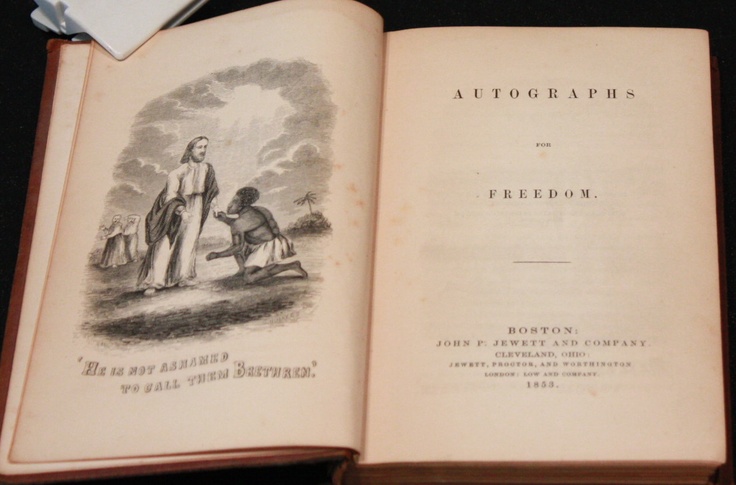 'HE IS NOT ASHAMED
TO CALL THEM BRETHREN.'
AUTOGRAPHS
FOR
FREEDOM.
BOSTON:
JOHN P. JEWETT AND COMPANY.
CLEVELAND, OHIO:
JEWETT, PROCTOR, AND WORTHINGTON
LONDON: LOW AND COMPANY.
1853.